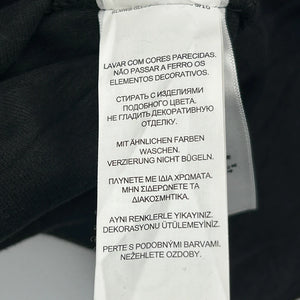 LAVAR COM CORES PARECIDAS.
NÃO PASSAR A FERRO OS
ELEMENTOS DECORATIVOS.
СТИРАТЬ С ИЗДЕЛИЯМИ
ПОДОБНОГО ЦВЕТА.
НЕ ГЛАДИТЬ ДЕКОРАТИВНУЮ
ОТДЕЛКУ.
MIT ÄHNLICHEN FARBEN
WASCHEN.
VERZIERUNG NICHT BÜGELN.
ΠΛΥΝΕΤΕ ΜΕ ΙΔΙΑ ΧΡΩΜΑΤΑ.
ΜΗΝ ΣΙΔΕΡΩΝΕΤΕ ΤΑ
ΔΙΑΚΟΣΜΗΤΙΚΑ.
AYNI RENKLERLE YIKAYINIZ.
DEKORASYONU ÜTÜLEMEYINIZ.
PERTE S PODOBNÝMI BARVAMI.
NEŽEHLETE OZDOBY.